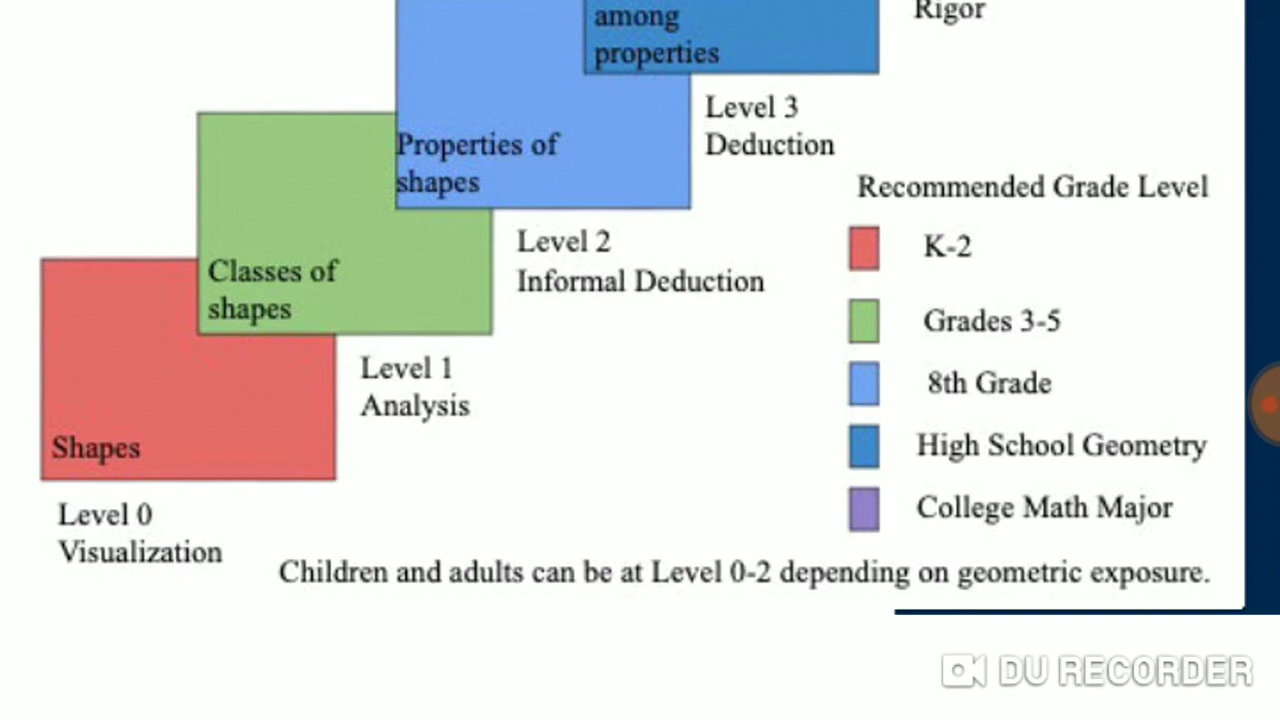 among
properties
Rigor
Level 3
Deduction
Properties of
shapes
Level 2
Informal Deduction
Classes of
shapes
Level 1
Analysis
Shapes
Level 0
Visualization
Recommended Grade Level
K-2
Grades 3-5
8th Grade
High School Geometry
College Math Major
Children and adults can be at Level 0-2 depending on geometric exposure.
DU RECORDER